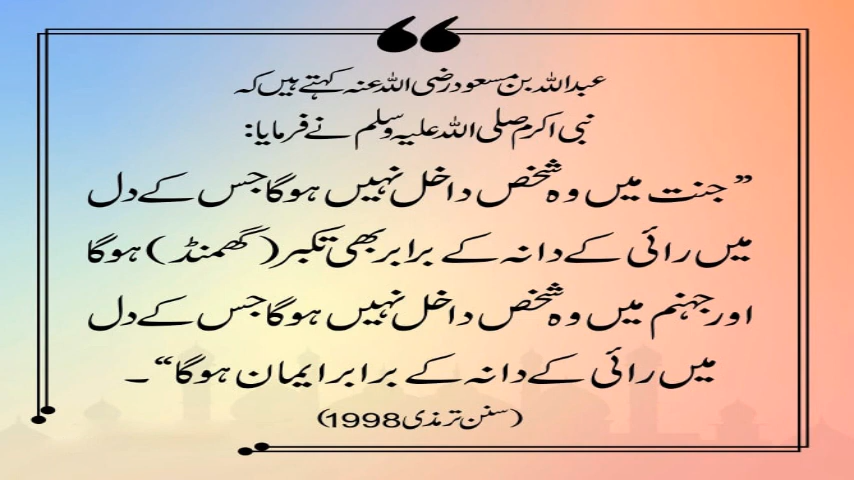 عبداللہ بن مسعود رضی اللہ عنہ کہتے ہیں کہ
نبی اکرم صلی اللہ علیہ وسلم نے فرمایا:
”جنت میں وہ شخص داخل نہیں ہوگا جس کے دل
میں رائی کے دانہ کے برابر بھی تکبر (گھمنڈ) ہوگا
اور جہنم میں وہ شخص داخل نہیں ہوگا جس کے دل
میں رائی کے دانہ کے برابر ایمان ہوگا“۔
(سنن ترمذی 1998)